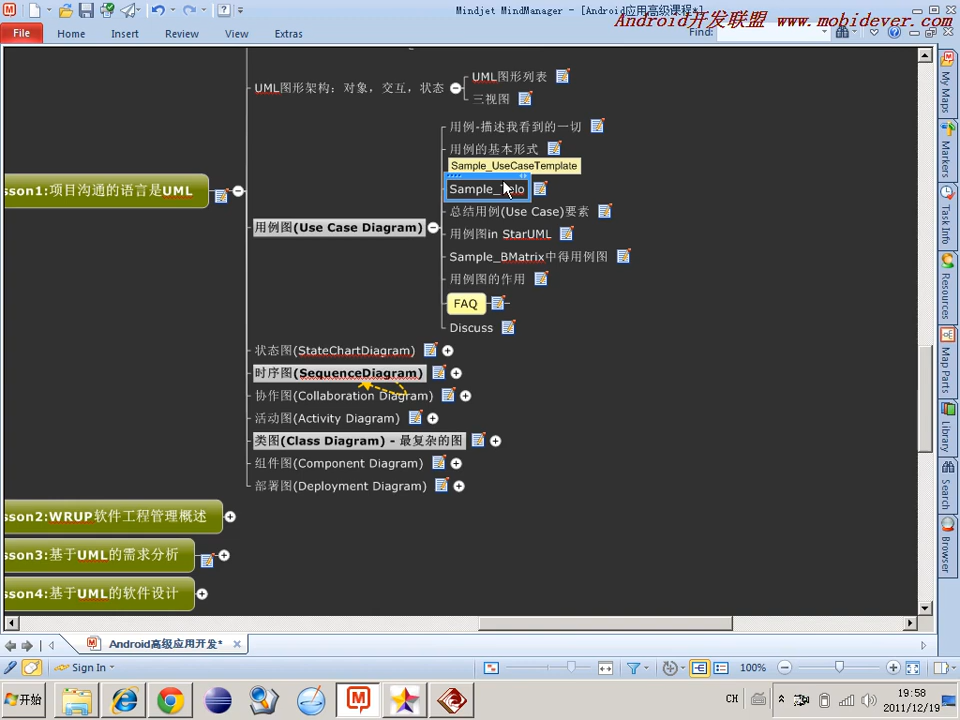 Mindjet MindManager - [Android应用高级课程*]
Android开发联盟 www.mobidever.com
File Home Insert Review View Extras Find:
UML图形架构：对象，交互，状态
UML图形列表
三视图
用例-描述我看到的一切
用例的基本形式
Sample_UseCaseTemplate
总结用例(Use Case)要素
用例图in StarUML
Sample_BMatrix中得用例图
用例图的作用
FAQ
Discuss
sson1:项目沟通的语言是UML
用例图(Use Case Diagram)
状态图(StateChartDiagram)
时序图(SequenceDiagram)
协作图(Collaboration Diagram)
活动图(Activity Diagram)
类图(Class Diagram) - 最复杂的图
组件图(Component Diagram)
部署图(Deployment Diagram)
sson2:WRUP软件工程管理概述
sson3:基于UML的需求分析
sson4:基于UML的软件设计
My Maps
Markers
Task Info
Resources
Map Parts
Library
Search
Browser
Android高级应用开发*
Sign In
100%
开始
CH
19:58
2011/12/19